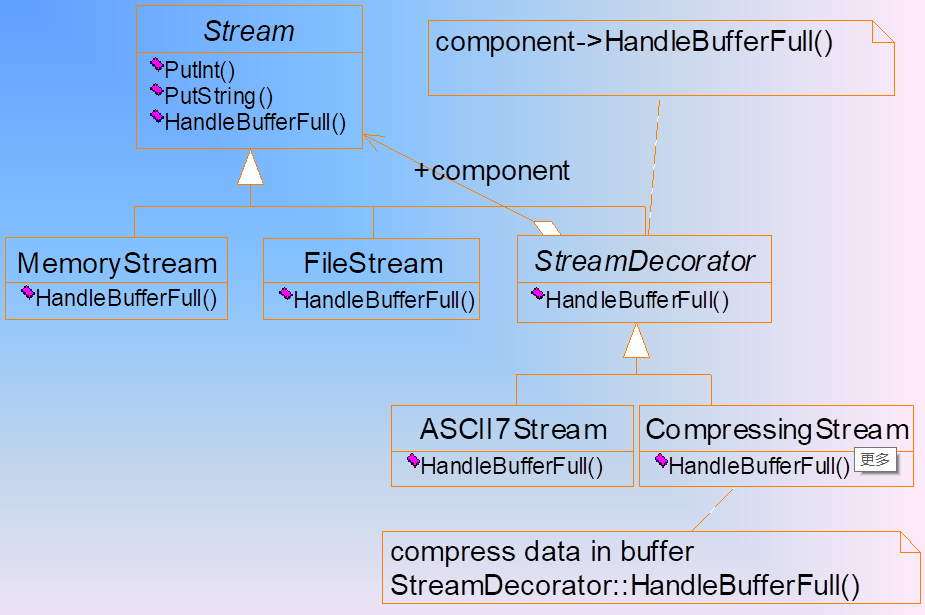 Stream
PutInt()
PutString()
HandleBufferFull()
component->HandleBufferFull()
+component
MemoryStream
HandleBufferFull()
FileStream
HandleBufferFull()
StreamDecorator
HandleBufferFull()
ASCII7Stream
HandleBufferFull()
CompressingStream
HandleBufferFull()
更多
compress data in buffer
StreamDecorator::HandleBufferFull()